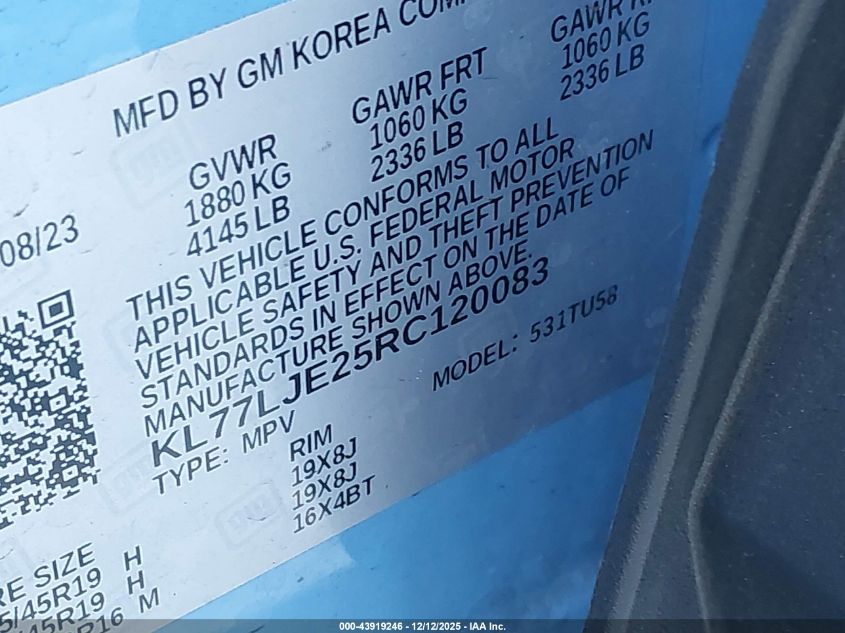 MFD BY GM KOREA
08/23
GVWR
1880 KG
4145 LB
GAWR FRT
1060 KG
2336 LB
GAWR
1060 KG
2336 LB
THIS VEHICLE CONFORMS TO ALL
APPLICABLE U.S. FEDERAL MOTOR
VEHICLE SAFETY AND THEFT PREVENTION
STANDARDS IN EFFECT ON THE DATE OF
MANUFACTURE SHOWN ABOVE.
KL77LJE25RC120083
TYPE: MPV
MODEL: 531TU58
RIM
19X8J
19X8J
16X4BT
SIZE
/45R19 H
45R19 H
R16 M
000-43919246 - 12/12/2025 - IAA Inc.